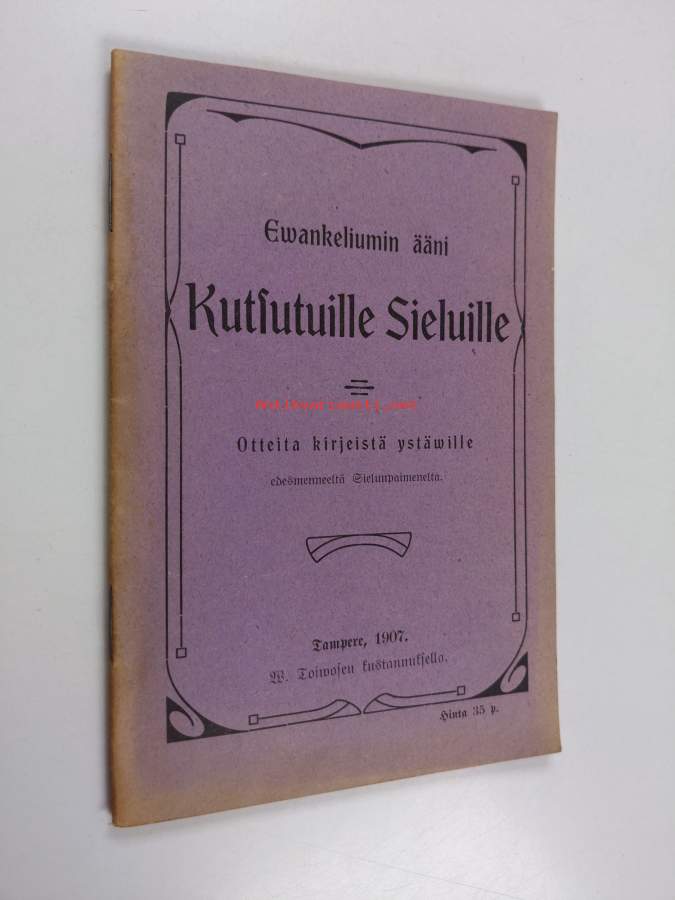 Ewankeliumin ääni
Kutsutuille Sieluille
Otteita kirjeistä ystäwille
edesmenneeltä Sielunpaimenelta.
Tampere, 1907.
W. Toiwosen kustannuksella.
Hinta 35 p.